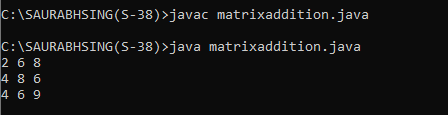 C:\SAURABHSING(S-38)>javac matrixaddition.java
C:\SAURABHSING(S-38)>java matrixaddition.java
2 6 8
4 8 6
4 6 9